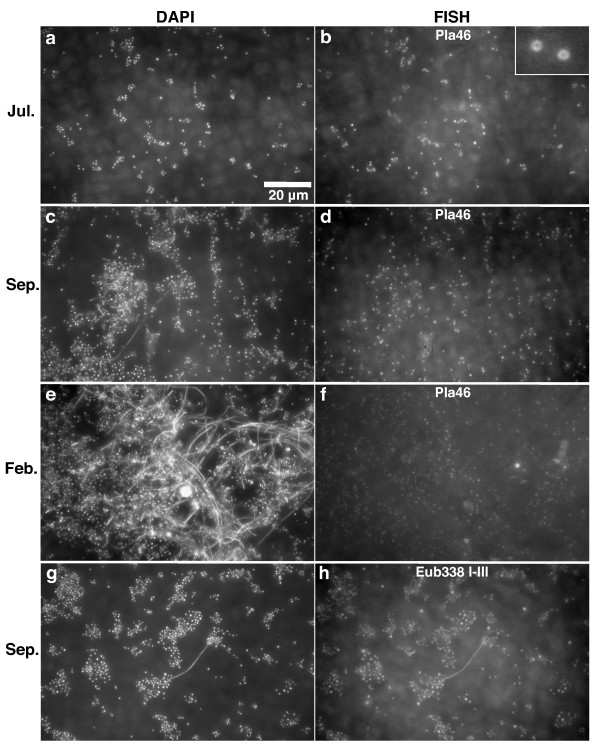 DAPI FISH
a b Pla46
Jul.
20 µm
c d Pla46
Sep.
e f Pla46
Feb.
g h Eub338 I-III
Sep.